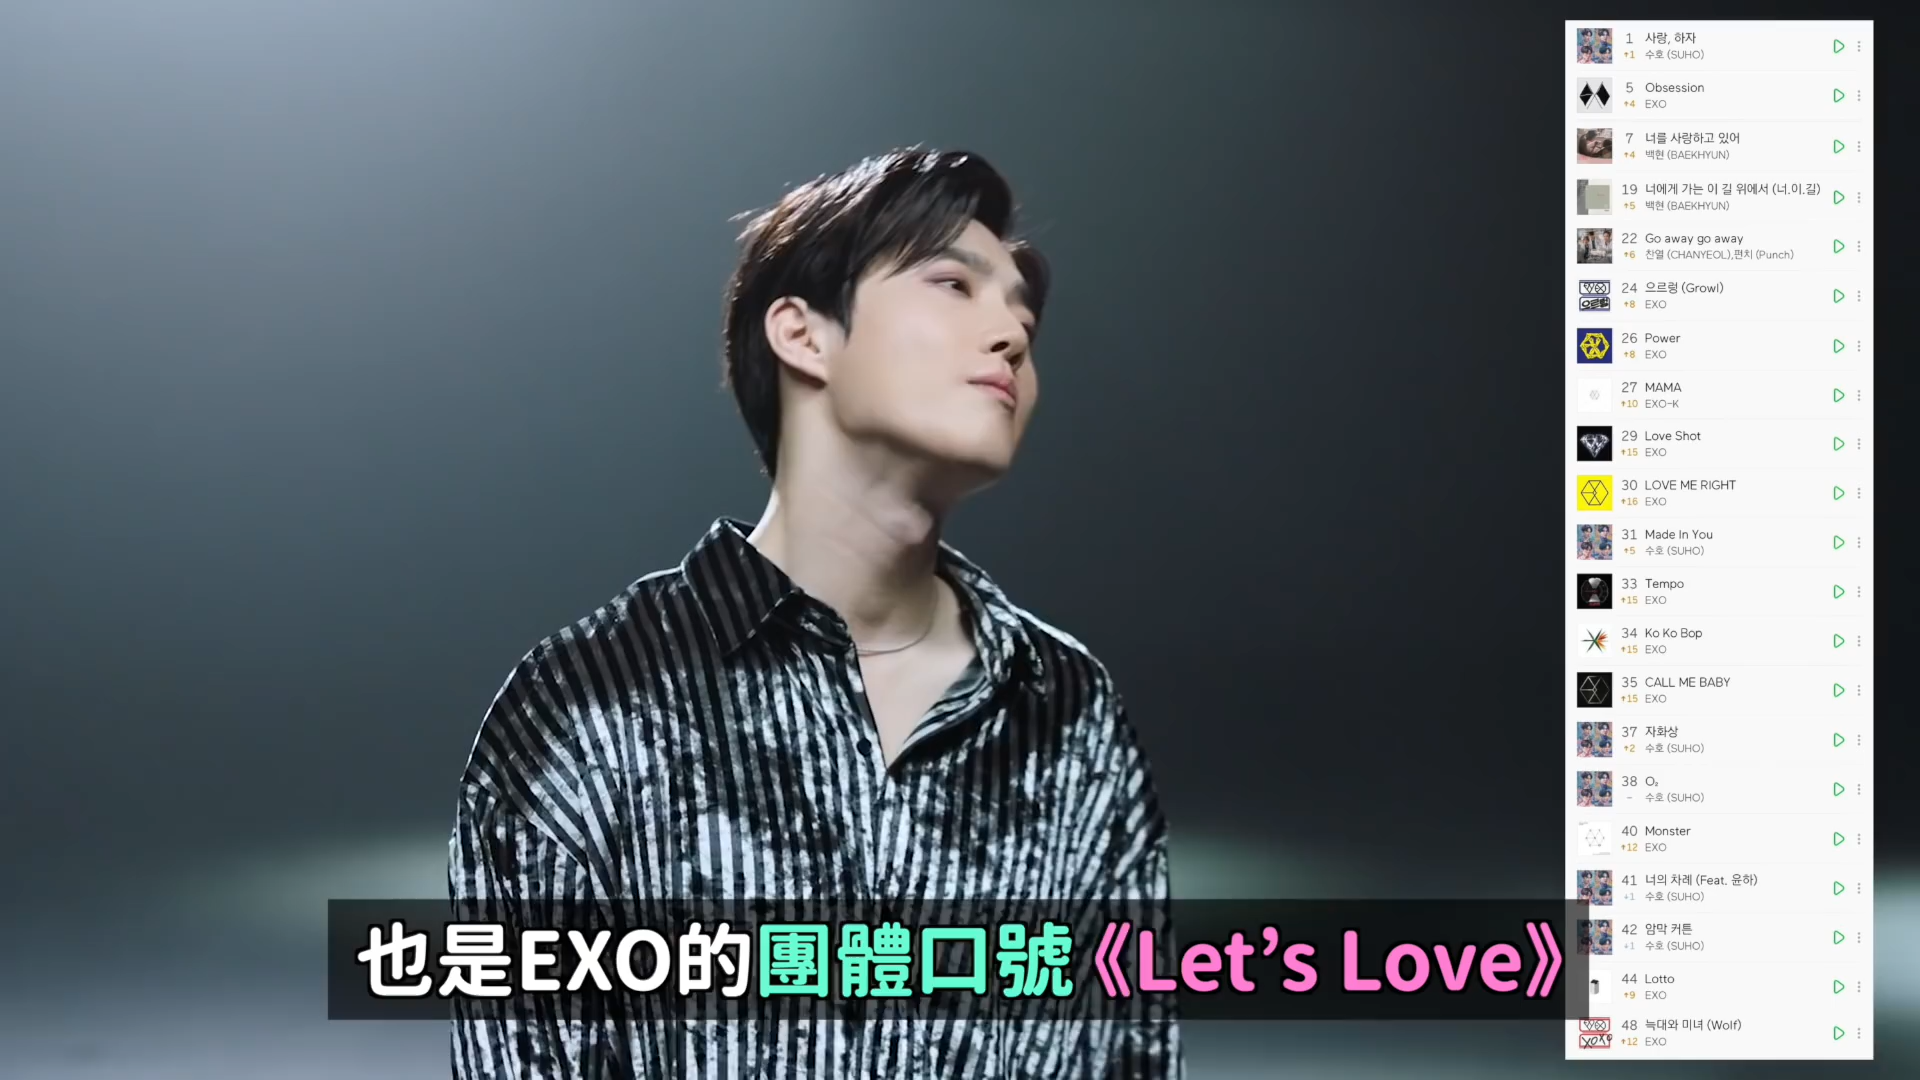 1 사랑, 하자
↑1 수호 (SUHO)
5 Obsession
↑4 EXO
7 너를 사랑하고 있어
↑4 백현 (BAEKHYUN)
19 너에게 가는 이 길 위에서 (너.이.길)
↑5 백현 (BAEKHYUN)
22 Go away go away
↑6 찬열 (CHANYEOL),펀치 (Punch)
24 으르렁 (Growl)
↑8 EXO
26 Power
↑8 EXO
27 MAMA
↑10 EXO-K
29 Love Shot
↑15 EXO
30 LOVE ME RIGHT
↑16 EXO
31 Made In You
↑5 수호 (SUHO)
33 Tempo
↑15 EXO
34 Ko Ko Bop
↑15 EXO
35 CALL ME BABY
↑15 EXO
37 자화상
↑2 수호 (SUHO)
38 O₂
- 수호 (SUHO)
40 Monster
↑12 EXO
41 너의 차례 (Feat. 윤하)
↓1 수호 (SUHO)
42 암막 커튼
↓1 수호 (SUHO)
44 Lotto
↑9 EXO
48 늑대와 미녀 (Wolf)
↑12 EXO
也是EXO的團體口號《Let's Love》